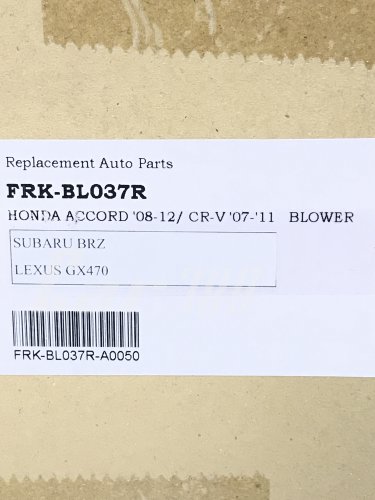 Replacement Auto Parts
FRK-BL037R
HONDA ACCORD '08-12/ CR-V '07-'11 BLOWER
SUBARU BRZ
LEXUS GX470
FRK-BL037R-A0050